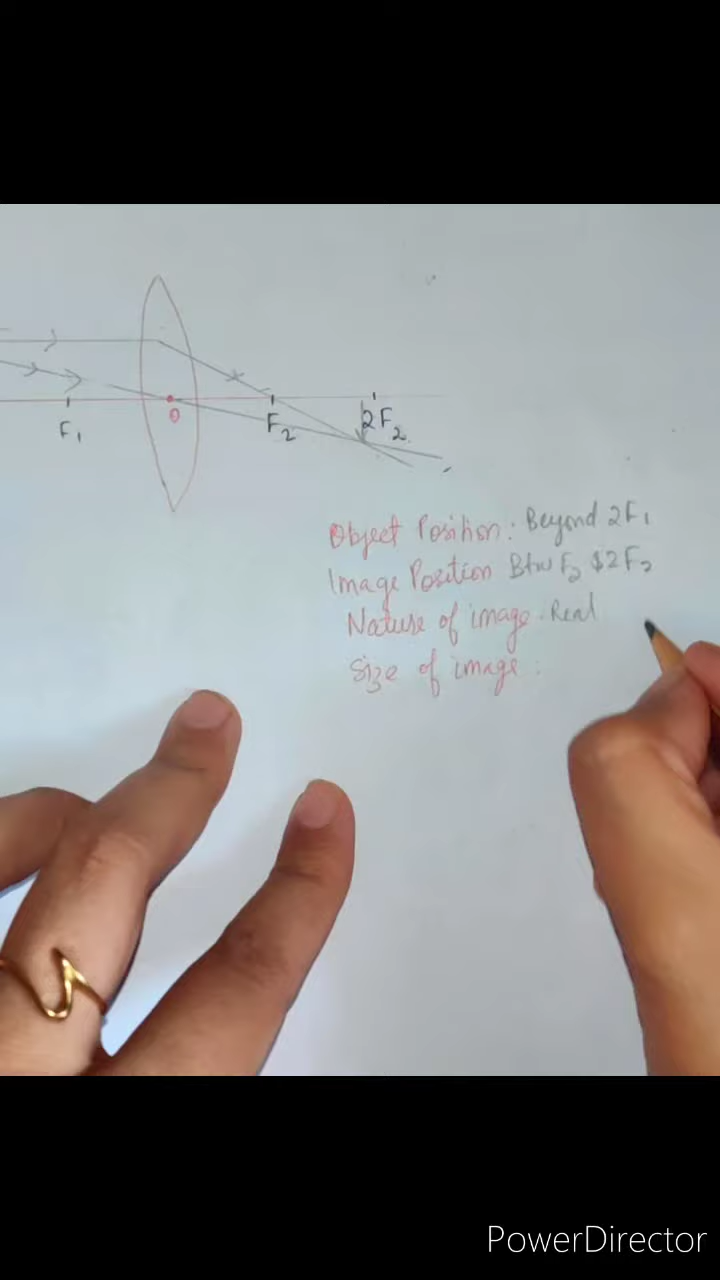 F1
O
F2
2F2
Object Position: Beyond 2F1
Image Position Btw F2 $ 2F2
Nature of image. Real
Size of image:
PowerDirector